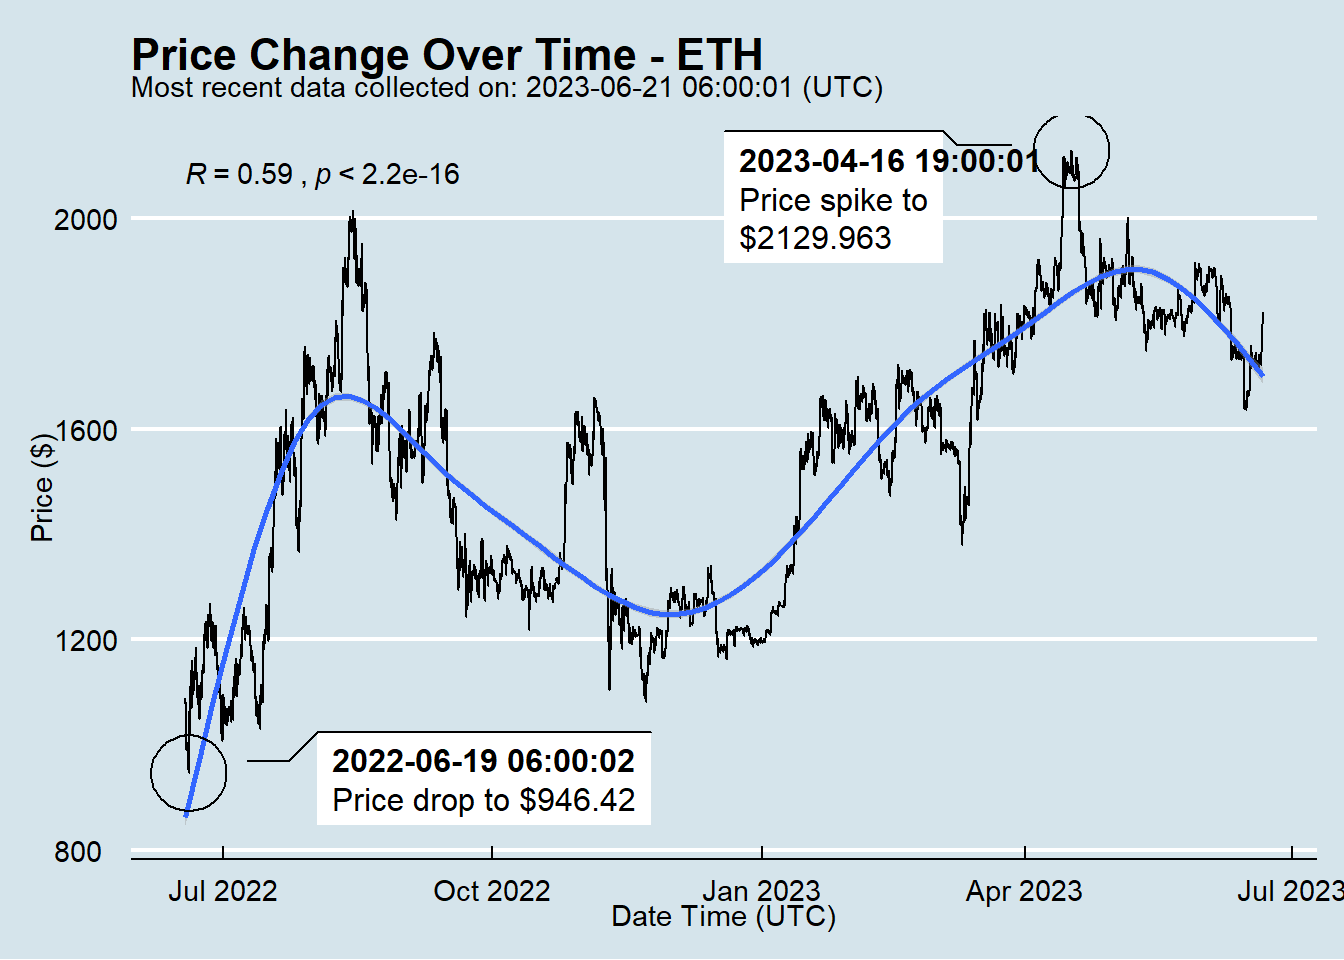 Price Change Over Time - ETH
Most recent data collected on: 2023-06-21 06:00:01 (UTC)
R = 0.59 , p < 2.2e-16
2023-04-16 19:00:01
Price spike to
$2129.963
2000
1600
1200
800
Price ($)
2022-06-19 06:00:02
Price drop to $946.42
Jul 2022
Oct 2022
Jan 2023
Apr 2023
Jul 2023
Date Time (UTC)